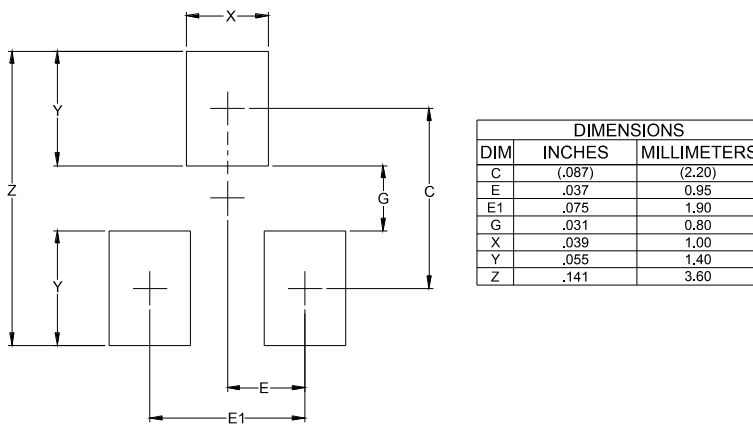 X
Y
Z
G
C
Y
E
E1
DIMENSIONS
DIM INCHES MILLIMETERS
C (.087) (2.20)
E .037 0.95
E1 .075 1.90
G .031 0.80
X .039 1.00
Y .055 1.40
Z .141 3.60